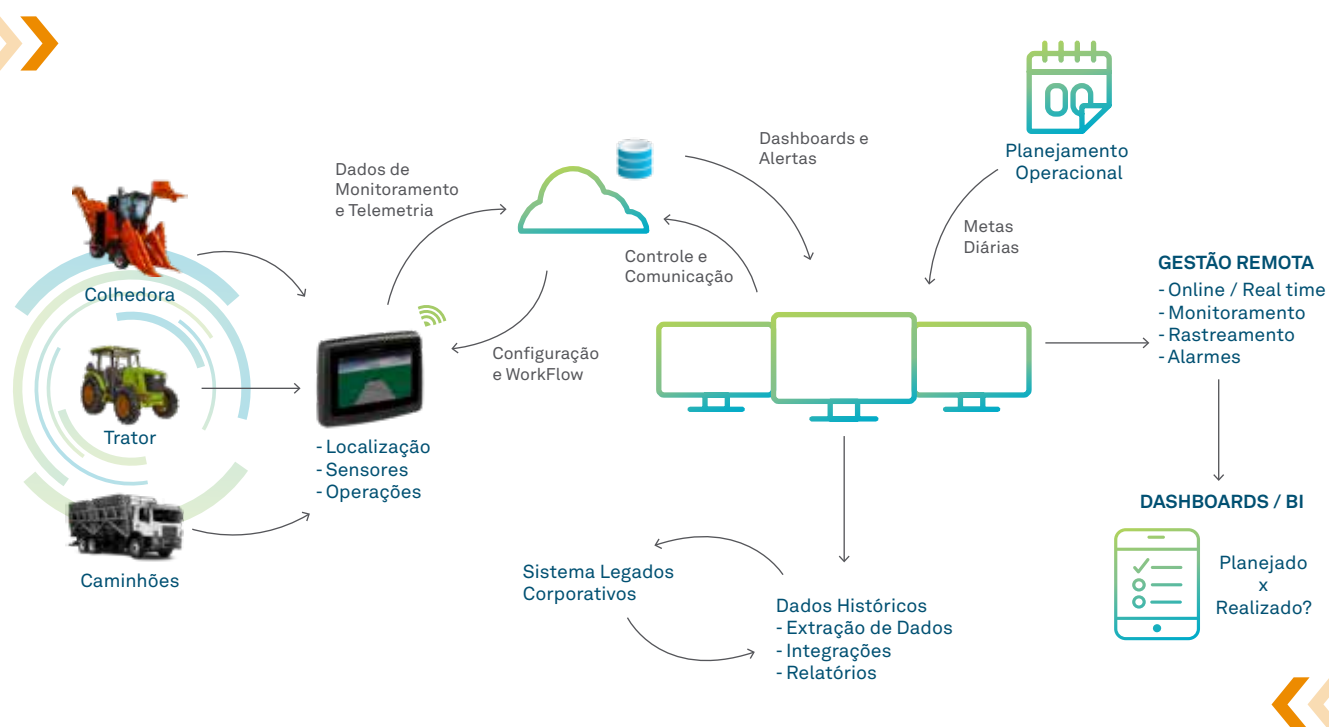 Colhedora
Trator
Caminhões
Dados de
Monitoramento
e Telemetria
- Localização
- Sensores
- Operações
Configuração
e WorkFlow
Dashboards e
Alertas
Controle e
Comunicação
00
Planejamento
Operacional
Metas
Diárias
GESTÃO REMOTA
- Online / Real time
- Monitoramento
- Rastreamento
- Alarmes
DASHBOARDS / BI
Planejado
x
Realizado?
Sistema Legados
Corporativos
Dados Históricos
- Extração de Dados
- Integrações
- Relatórios